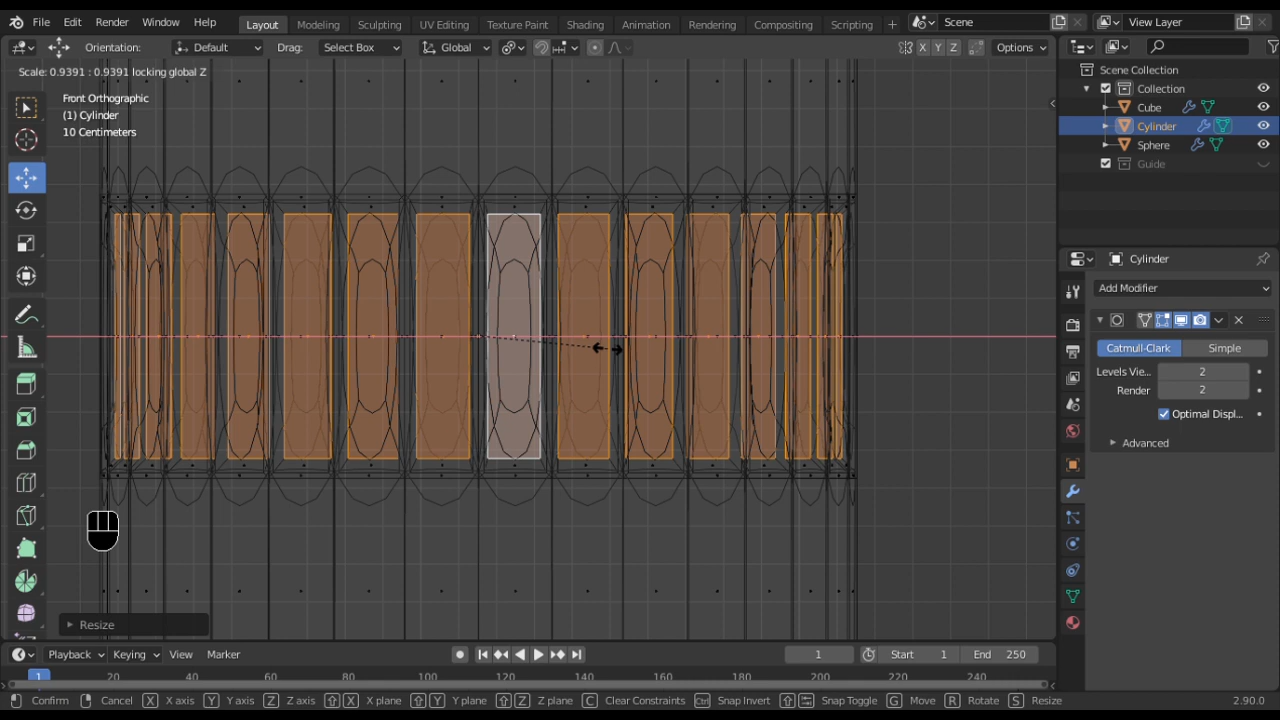 File Edit Render Window Help Layout Modeling Sculpting UV Editing Texture Paint Shading Animation Rendering Compositing Scripting + Scene View Layer
Orientation: Default Drag: Select Box Global X Y Z Options
Scale: 0.9391 : 0.9391 locking global Z
Front Orthographic
(1) Cylinder
10 Centimeters
Scene Collection
Collection
Cube
Cylinder
Sphere
Guide
Cylinder
Add Modifier
Catmull-Clark Simple
Levels Vie... 2
Render 2
Optimal Displ...
Advanced
Resize
Playback Keying View Marker 1 Start 1 End 250
1 20 40 60 80 100 120 140 160 180 200 220 240
Confirm Cancel X X axis Y Y axis Z Z axis X X plane Y Y plane Z Z plane C Clear Constraints Ctrl Snap Invert Snap Toggle G Move R Rotate S Resize 2.90.0